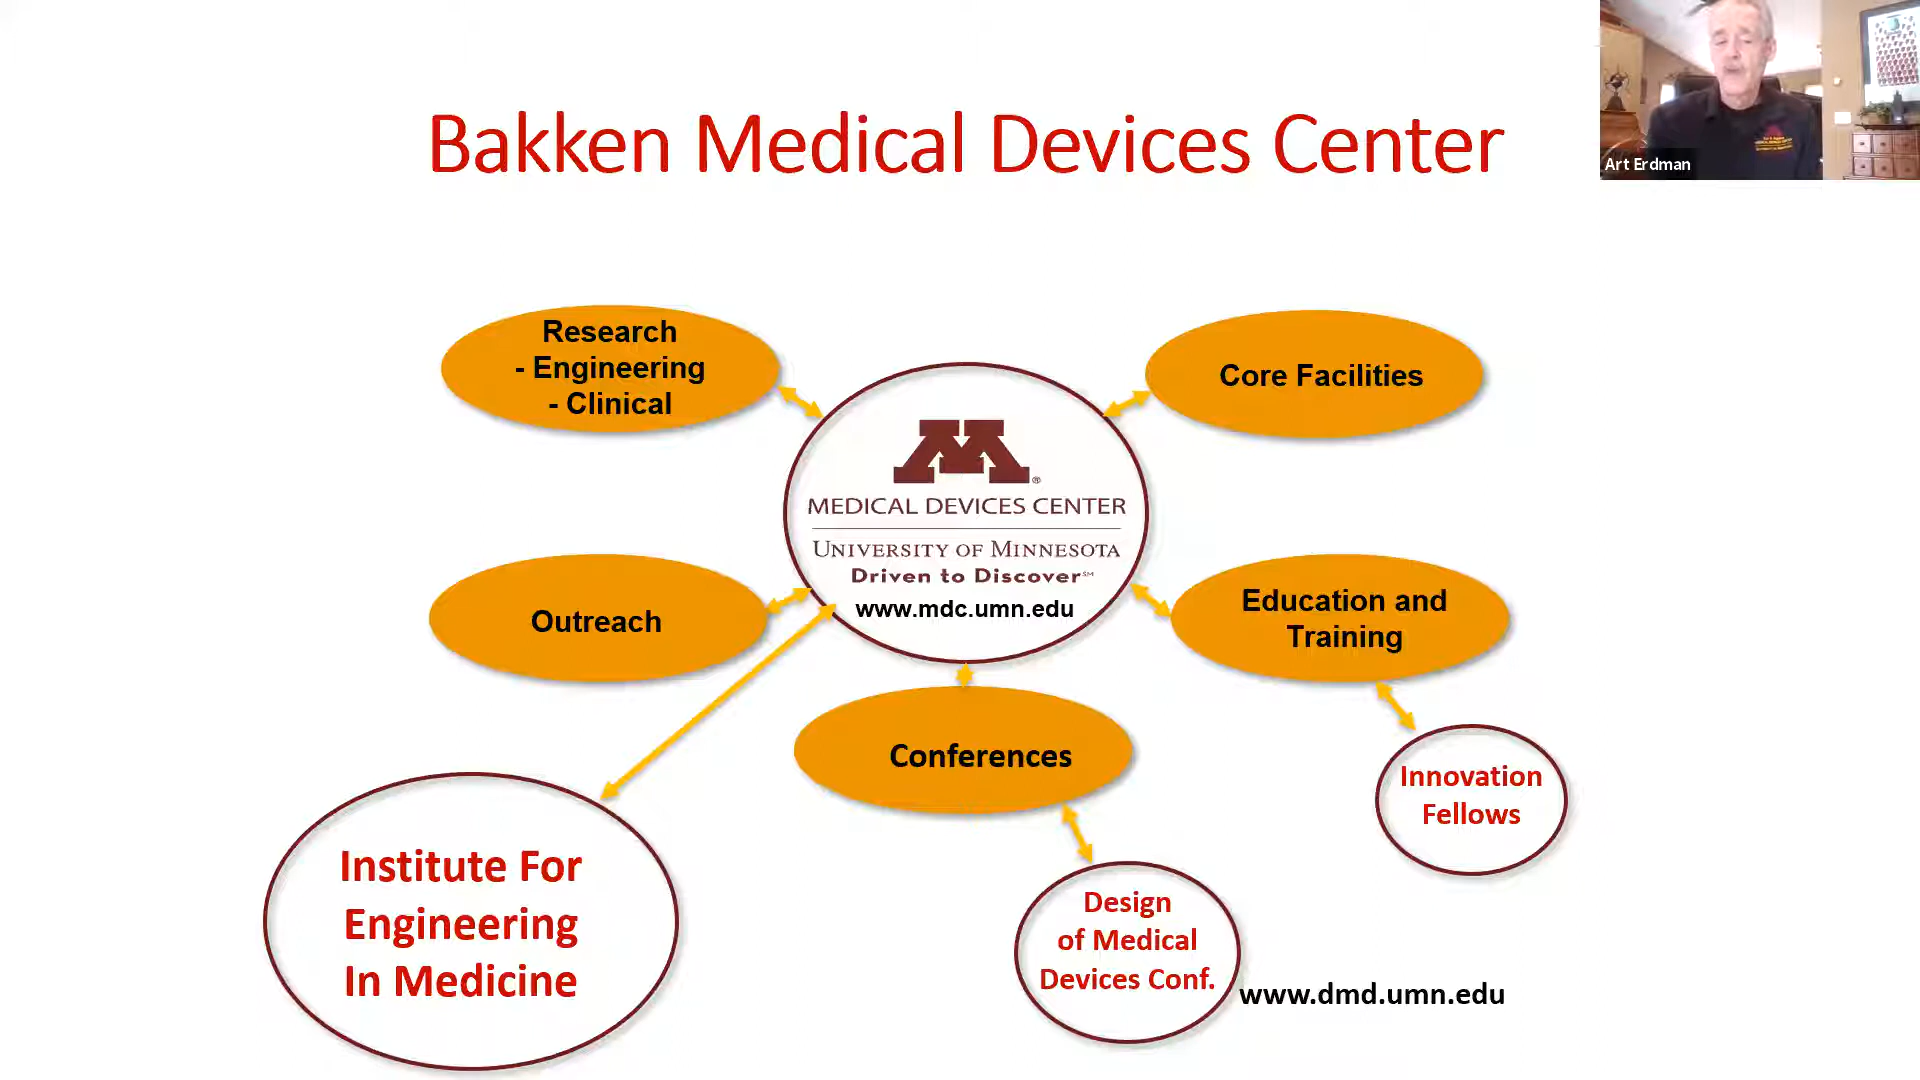 Bakken Medical Devices Center
Art Erdman
Research
- Engineering
- Clinical
Core Facilities
M®
MEDICAL DEVICES CENTER
UNIVERSITY OF MINNESOTA
Driven to Discover℠
www.mdc.umn.edu
Outreach
Education and
Training
Conferences
Innovation
Fellows
Institute For
Engineering
In Medicine
Design
of Medical
Devices Conf.
www.dmd.umn.edu